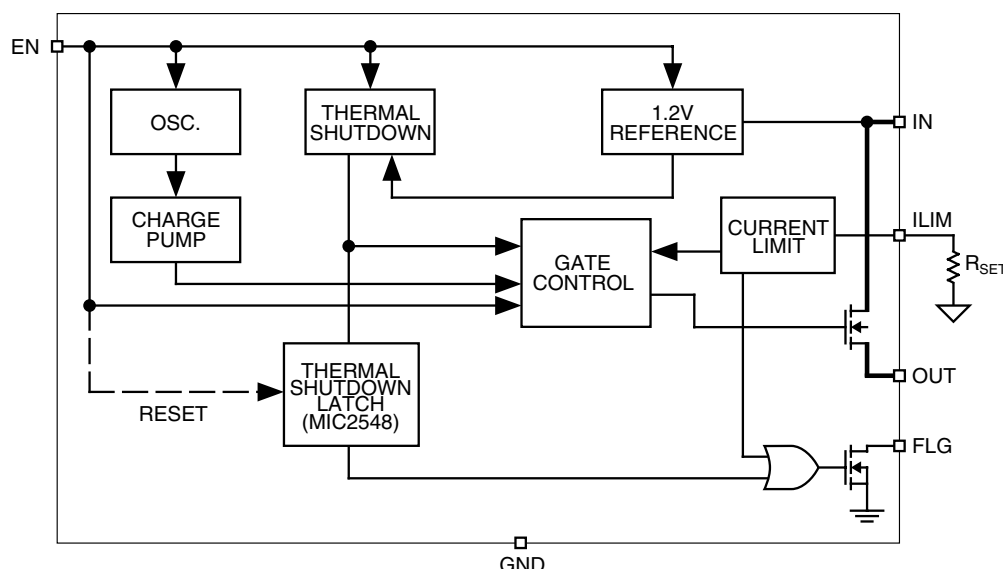 EN
OSC.
THERMAL
SHUTDOWN
1.2V
REFERENCE
IN
CHARGE
PUMP
CURRENT
LIMIT
ILIM
GATE
CONTROL
RSET
THERMAL
SHUTDOWN
LATCH
(MIC2548)
OUT
RESET
FLG
GND